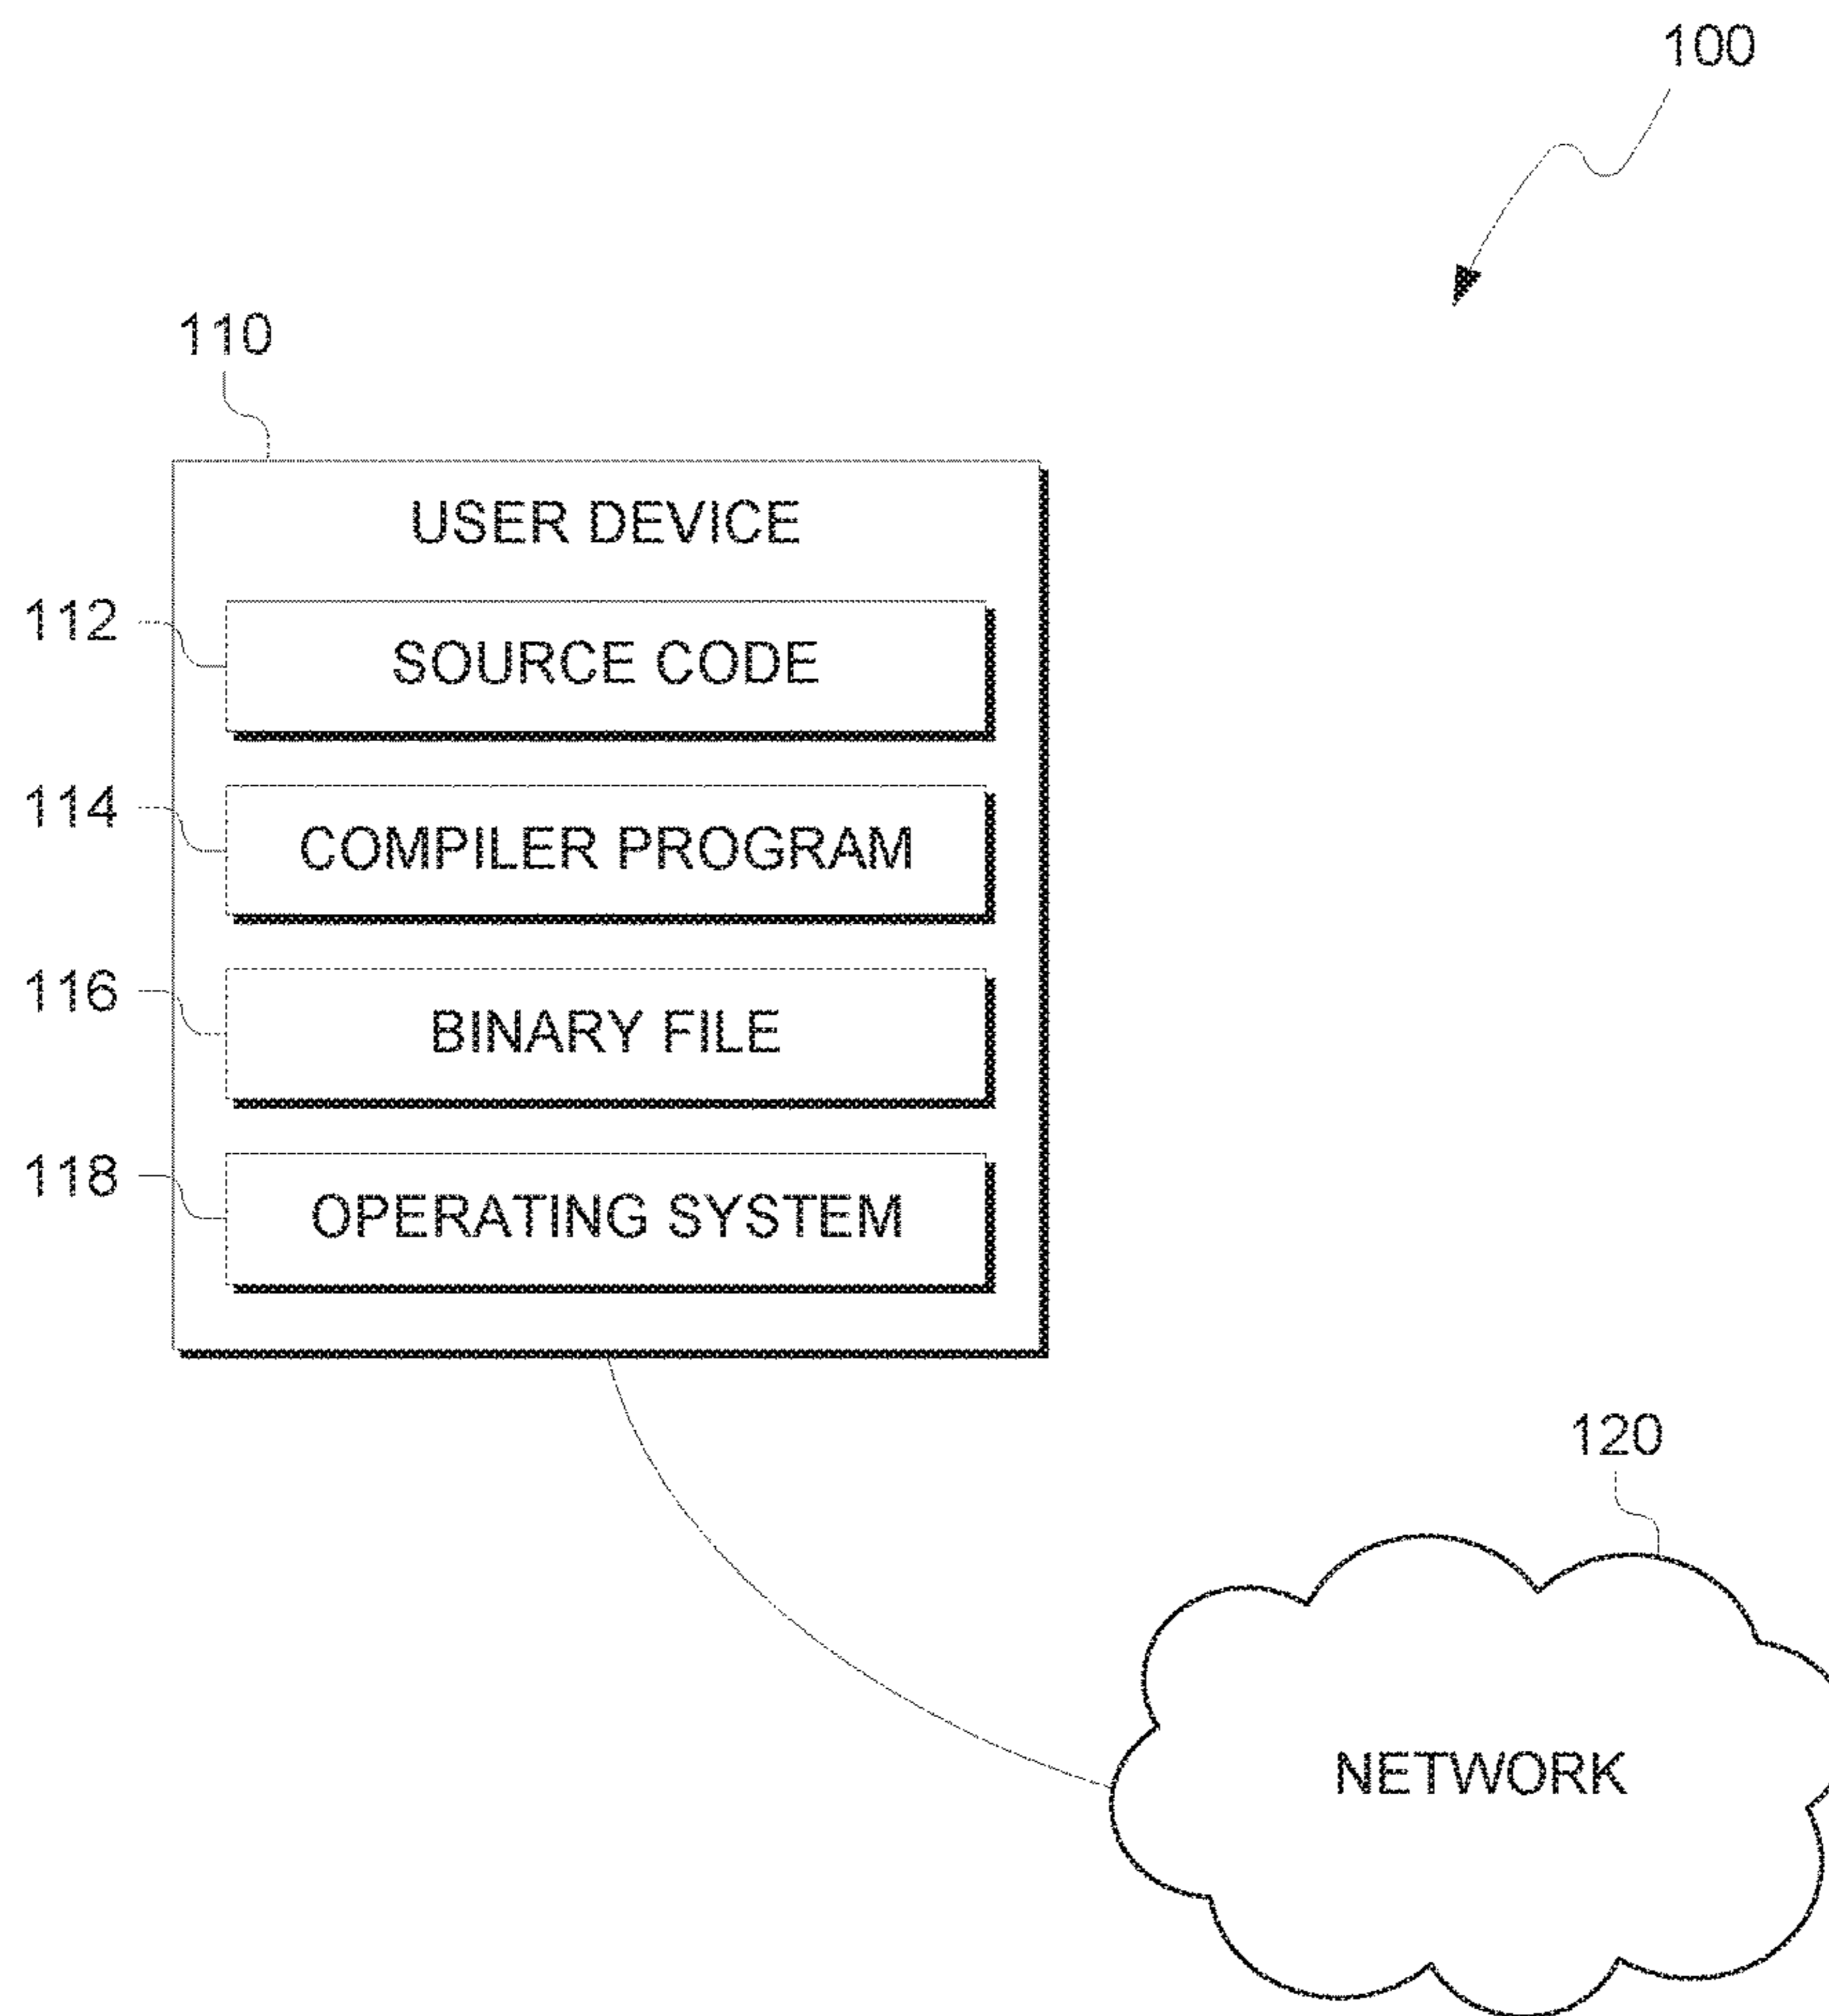 100
110
USER DEVICE
112
SOURCE CODE
114
COMPILER PROGRAM
116
BINARY FILE
118
OPERATING SYSTEM
120
NETWORK